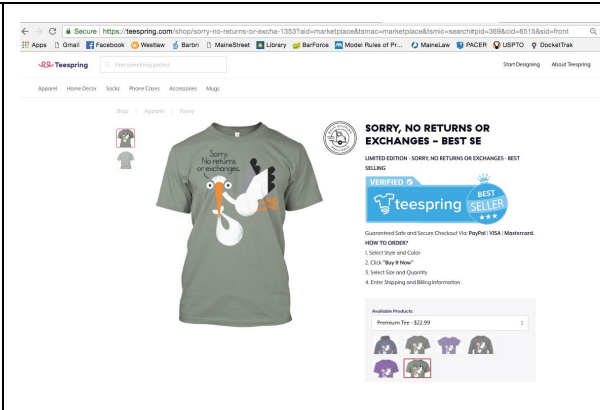 Secure | https://teespring.com/shop/sorry-no-returns-or-excha-1353?aid=marketplace&tsmac=marketplace&tsmic=search#pid=369&cid=6515&sid=front
Apps Gmail Facebook Westlaw Barbri MaineStreet Library BarForce Model Rules of Pr... MaineLaw PACER USPTO DocketTrak
Teespring Find something perfect Start Designing About Teespring
Apparel Home Decor Socks Phone Cases Accessories Mugs
Shop Apparel Funny
Sorry.
No returns
or exchanges.
SORRY, NO RETURNS OR
EXCHANGES – BEST SE
LIMITED EDITION - SORRY, NO RETURNS OR EXCHANGES - BEST
SELLING
VERIFIED
teespring
BEST
SELLER
Guaranteed Safe and Secure Checkout Via: PayPal | VISA | Mastercard.
HOW TO ORDER?
1. Select Style and Color
2. Click "Buy It Now"
3. Select Size and Quantity
4. Enter Shipping and Billing Information
Available Products:
Premium Tee - $22.99